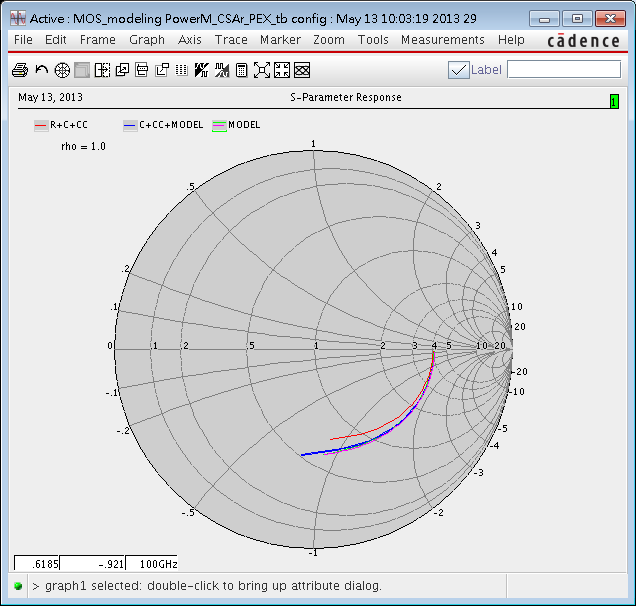 Active : MOS_modeling PowerM_CSAr_PEX_tb config : May 13 10:03:19 2013 29
File Edit Frame Graph Axis Trace Marker Zoom Tools Measurements Help cādence
Label
May 13, 2013 S-Parameter Response 1
R+C+CC C+CC+MODEL MODEL
rho = 1.0
1
.5 2
3
4
.2 5
.1 10
20
0 .1 .2 .5 1 2 3 4 5 10 20
-20
-.1 -10
-.2 -5
-4
-3
-.5 -2
-1
.6185 -.921 100GHz
> graph1 selected: double-click to bring up attribute dialog.